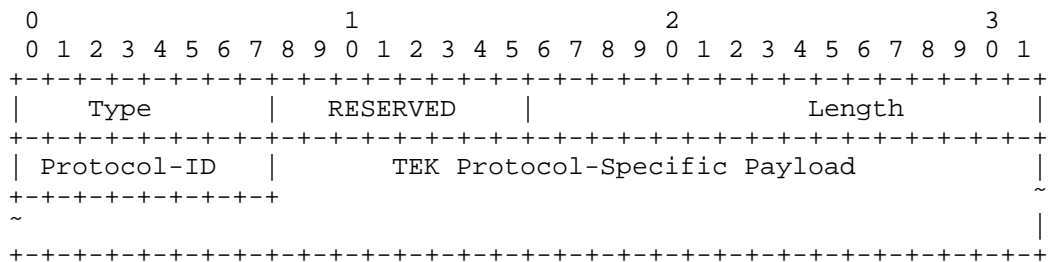 0                   1                   2                   3
 0 1 2 3 4 5 6 7 8 9 0 1 2 3 4 5 6 7 8 9 0 1 2 3 4 5 6 7 8 9 0 1
+-+-+-+-+-+-+-+-+-+-+-+-+-+-+-+-+-+-+-+-+-+-+-+-+-+-+-+-+-+-+-+-+
|    Type       |   RESERVED    |                 Length        |
+-+-+-+-+-+-+-+-+-+-+-+-+-+-+-+-+-+-+-+-+-+-+-+-+-+-+-+-+-+-+-+-+
| Protocol-ID   |       TEK Protocol-Specific Payload           |
+-+-+-+-+-+-+-+-+                                               ~
~                                                               |
+-+-+-+-+-+-+-+-+-+-+-+-+-+-+-+-+-+-+-+-+-+-+-+-+-+-+-+-+-+-+-+-+